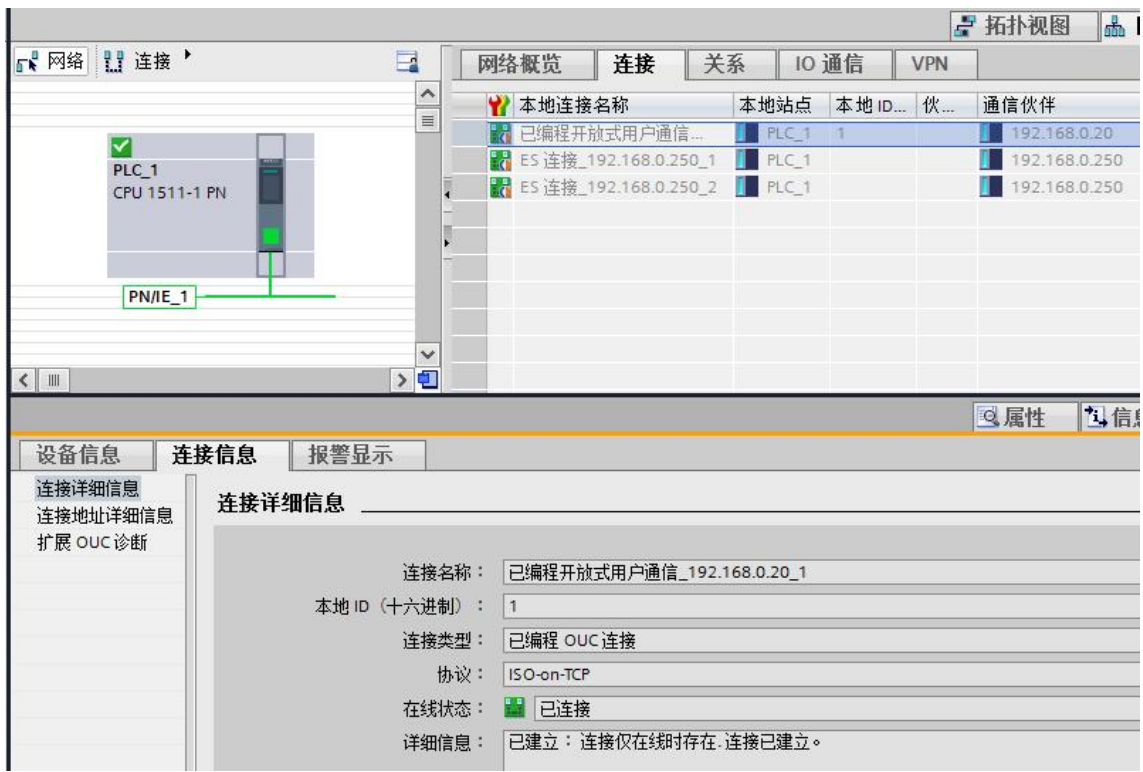 拓扑视图
网络 连接
网络概览 连接 关系 IO 通信 VPN
本地连接名称 本地站点 本地 ID... 伙... 通信伙伴
已编程开放式用户通信... PLC_1 1 192.168.0.20
ES 连接_192.168.0.250_1 PLC_1 192.168.0.250
ES 连接_192.168.0.250_2 PLC_1 192.168.0.250
PLC_1
CPU 1511-1 PN
PN/IE_1
属性 信息
设备信息 连接信息 报警显示
连接详细信息
连接地址详细信息
扩展 OUC 诊断
连接详细信息
连接名称： 已编程开放式用户通信_192.168.0.20_1
本地 ID（十六进制）： 1
连接类型： 已编程 OUC 连接
协议： ISO-on-TCP
在线状态： 已连接
详细信息： 已建立：连接仅在线时存在.连接已建立。